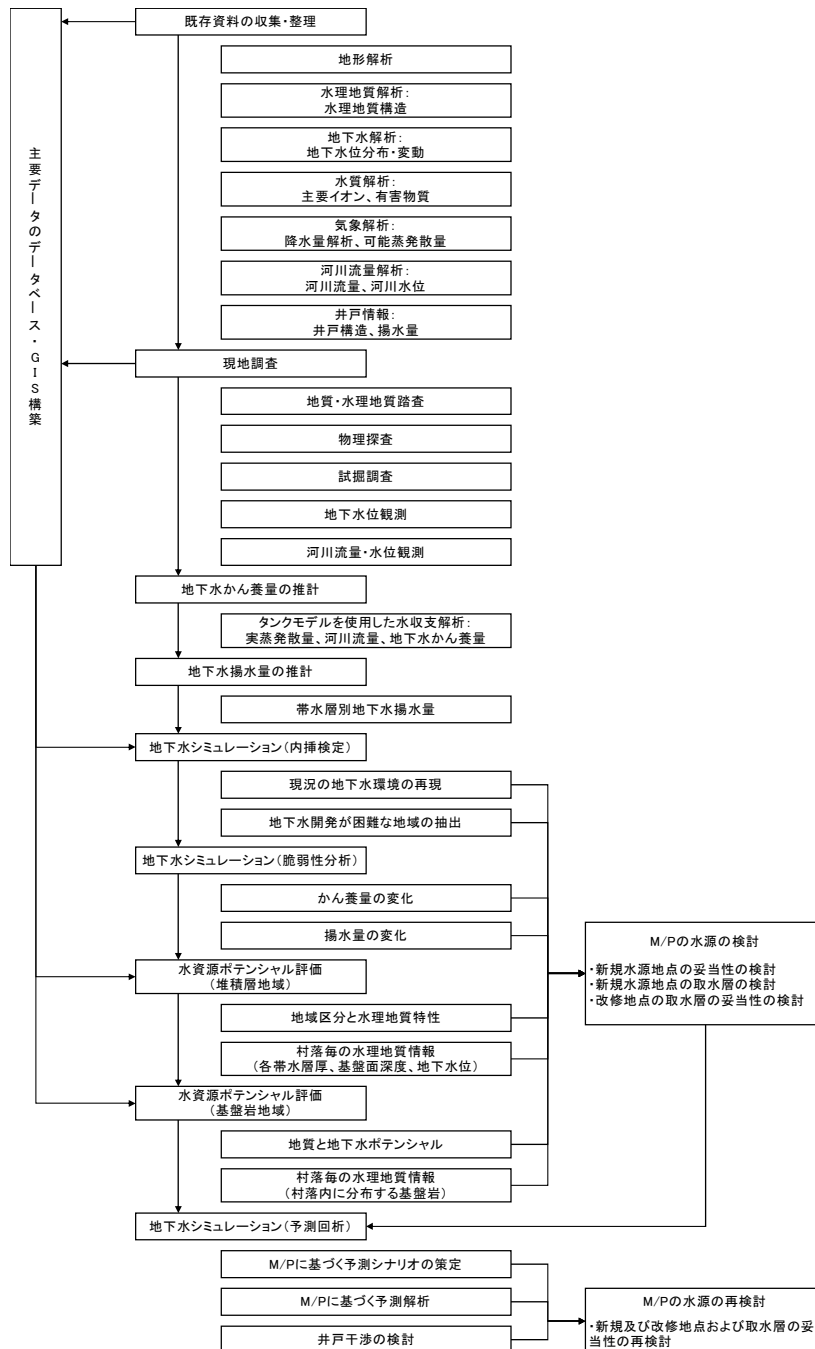 既存資料の収集・整理
地形解析
水理地質解析:
水理地質構造
地下水解析:
地下水位分布・変動
水質解析:
主要イオン、有害物質
気象解析:
降水量解析、可能蒸発散量
河川流量解析:
河川流量、河川水位
井戸情報:
井戸構造、揚水量
主要データのデータベース・GIS構築
現地調査
地質・水理地質踏査
物理探査
試掘調査
地下水位観測
河川流量・水位観測
地下水かん養量の推計
タンクモデルを使用した水収支解析:
実蒸発散量、河川流量、地下水かん養量
地下水揚水量の推計
帯水層別地下水揚水量
地下水シミュレーション(内挿検定)
現況の地下水環境の再現
地下水開発が困難な地域の抽出
地下水シミュレーション(脆弱性分析)
かん養量の変化
揚水量の変化
水資源ポテンシャル評価
(堆積層地域)
地域区分と水理地質特性
村落毎の水理地質情報
(各帯水層厚、基盤面深度、地下水位)
水資源ポテンシャル評価
(基盤岩地域)
地質と地下水ポテンシャル
村落毎の水理地質情報
(村落内に分布する基盤岩)
M/Pの水源の検討
・新規水源地点の妥当性の検討
・新規水源地点の取水層の検討
・改修地点の取水層の妥当性の検討
地下水シミュレーション(予測回析)
M/Pに基づく予測シナリオの策定
M/Pに基づく予測解析
井戸干渉の検討
M/Pの水源の再検討
・新規及び改修地点および取水層の妥
当性の再検討